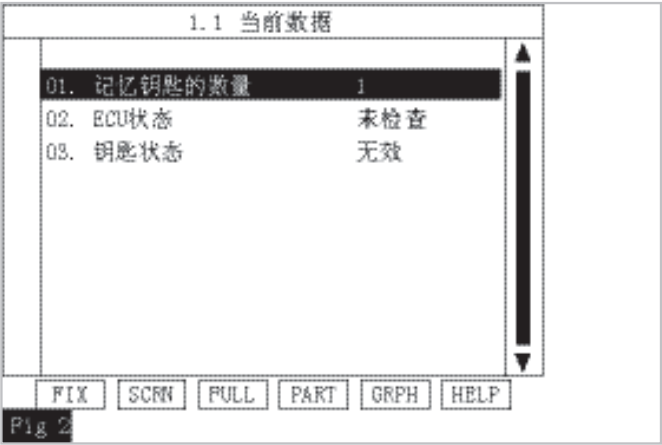 1.1 当前数据
01. 记忆钥匙的数量 1
02. ECU状态 未检查
03. 钥匙状态 无效
FIX SCRN FULL PART GRPH HELP
Fig 2